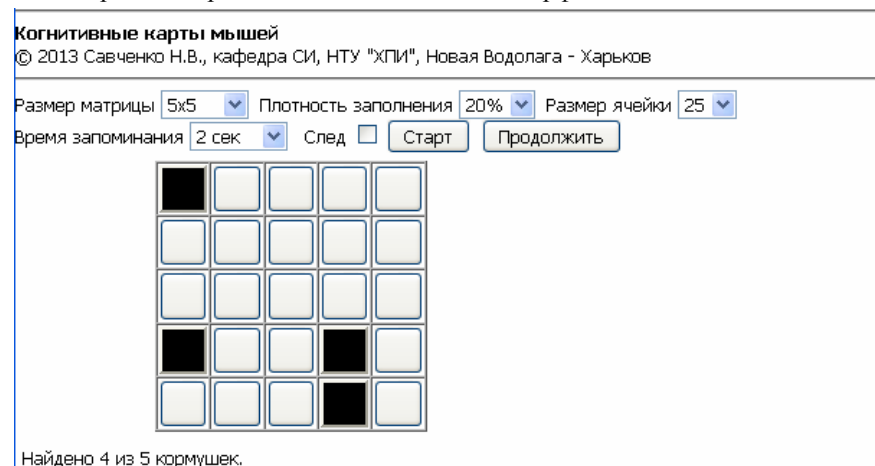 Когнитивные карты мышей
© 2013 Савченко Н.В., кафедра СИ, НТУ "ХПИ", Новая Водолага - Харьков
Размер матрицы 5x5 Плотность заполнения 20% Размер ячейки 25
Время запоминания 2 сек След Старт Продолжить
Найдено 4 из 5 кормушек.